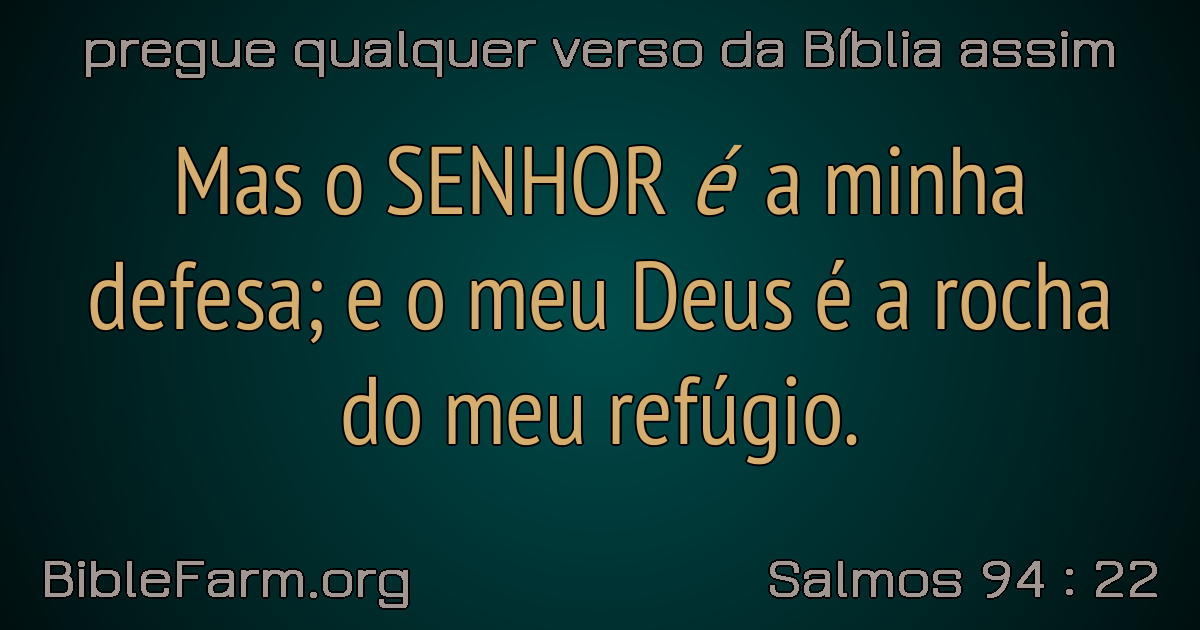 pregue qualquer verso da Bíblia assim
Mas o SENHOR é a minha
defesa; e o meu Deus é a rocha
do meu refúgio.
BibleFarm.org
Salmos 94 : 22